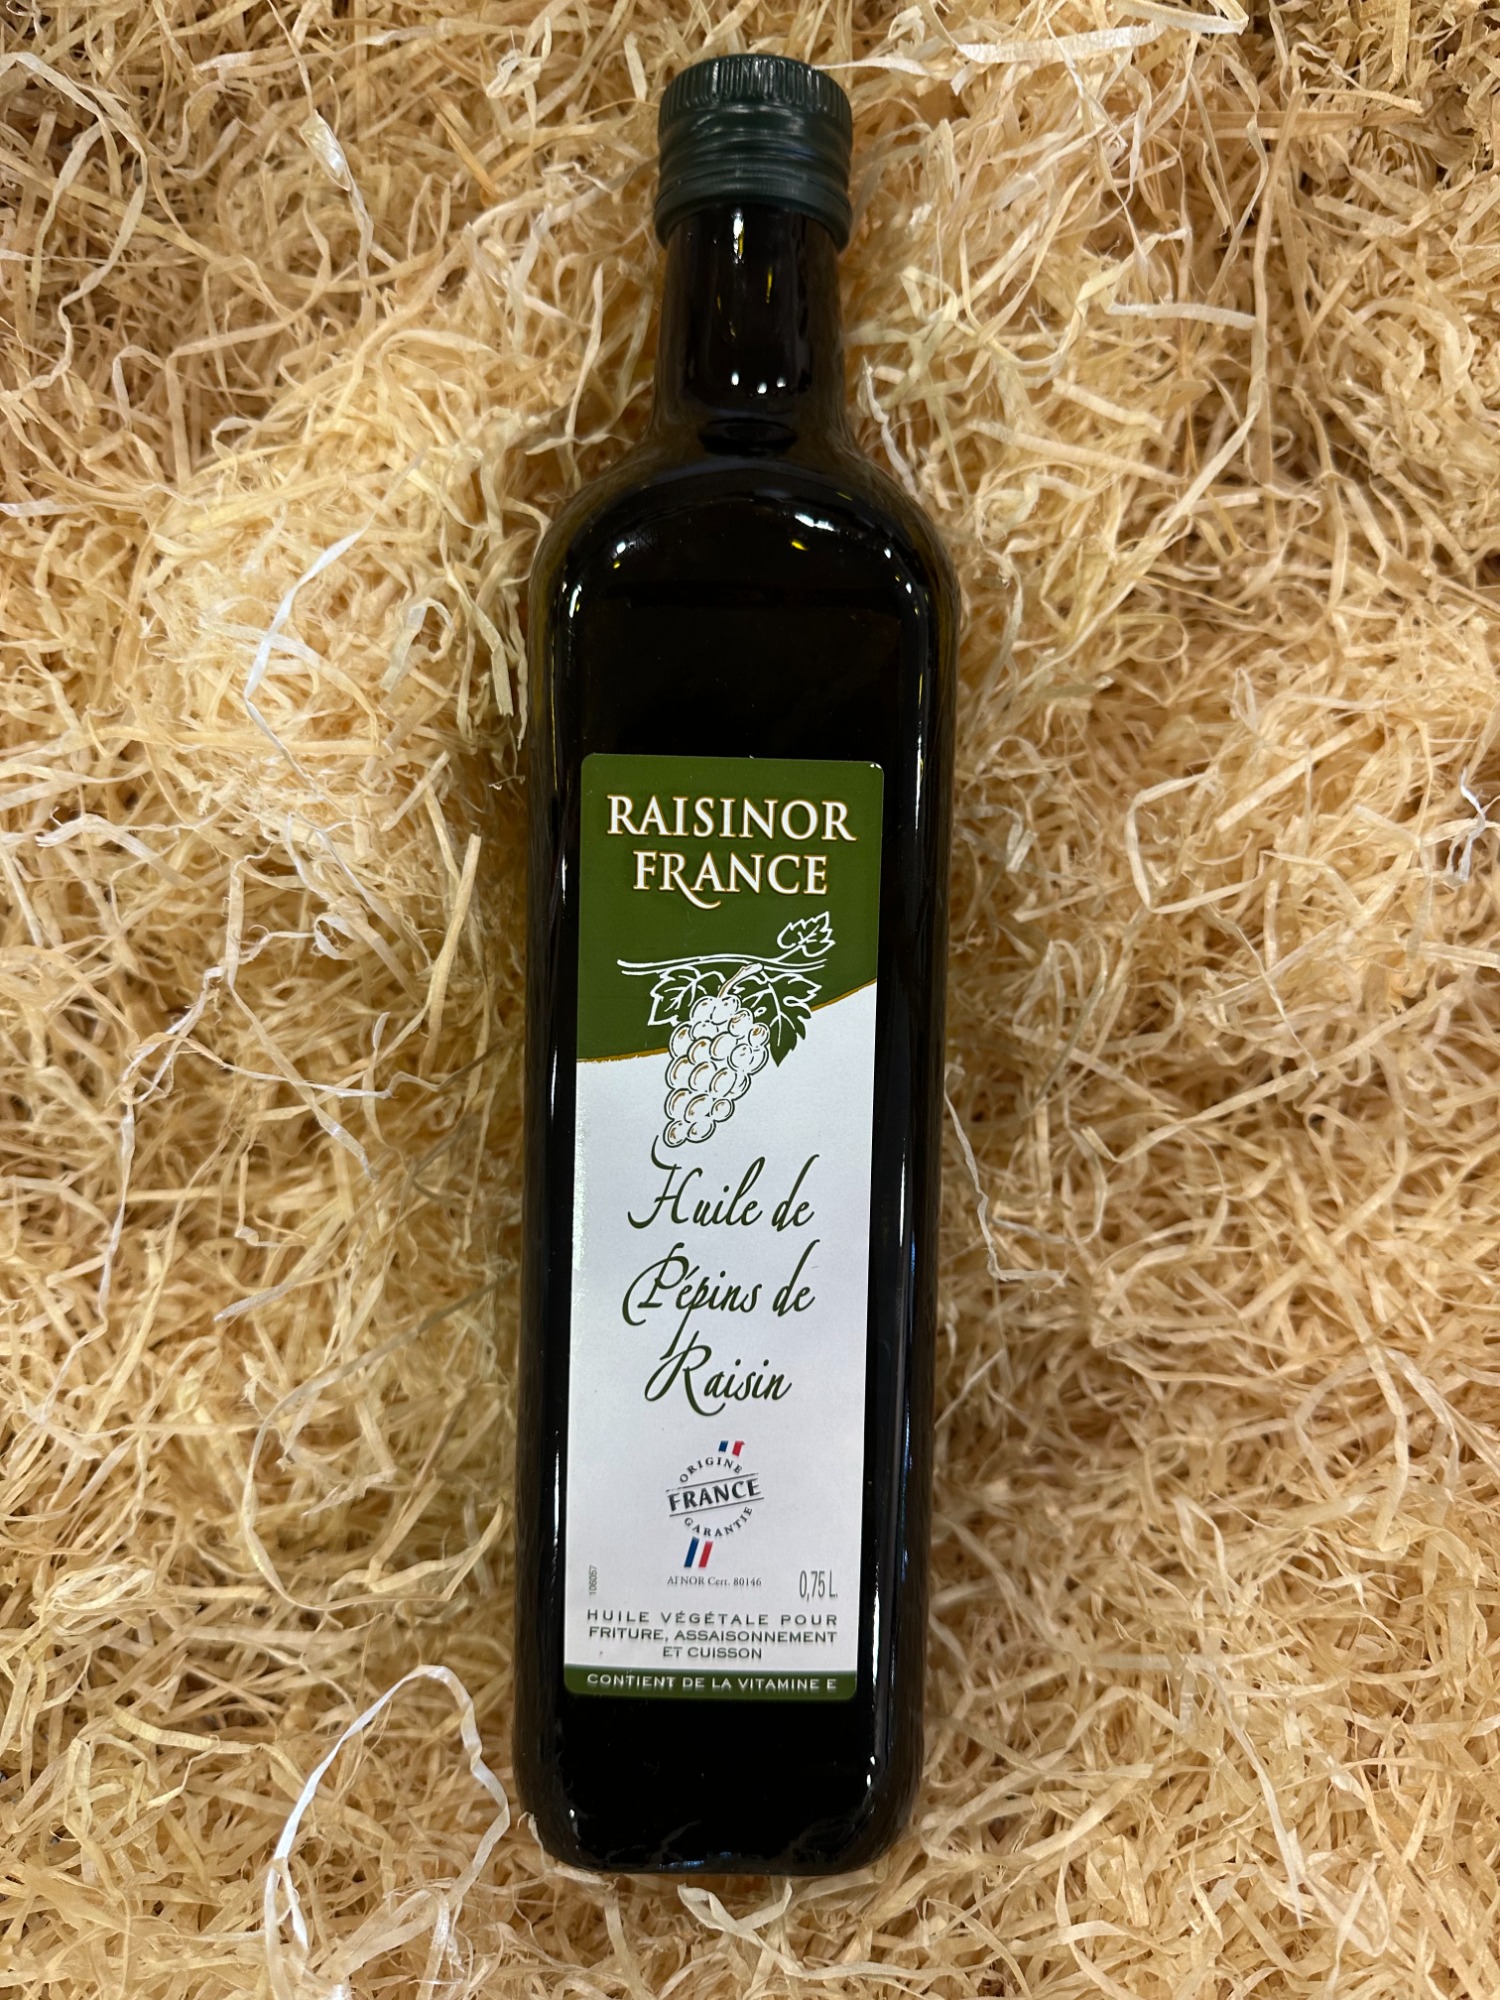 RAISINOR
FRANCE
Huile de
Pépins de
Raisin
ORIGINE
FRANCE
GARANTIE
AFNOR Cert. 80146
0,75 L
106057
HUILE VÉGÉTALE POUR
FRITURE, ASSAISONNEMENT
ET CUISSON
CONTIENT DE LA VITAMINE E